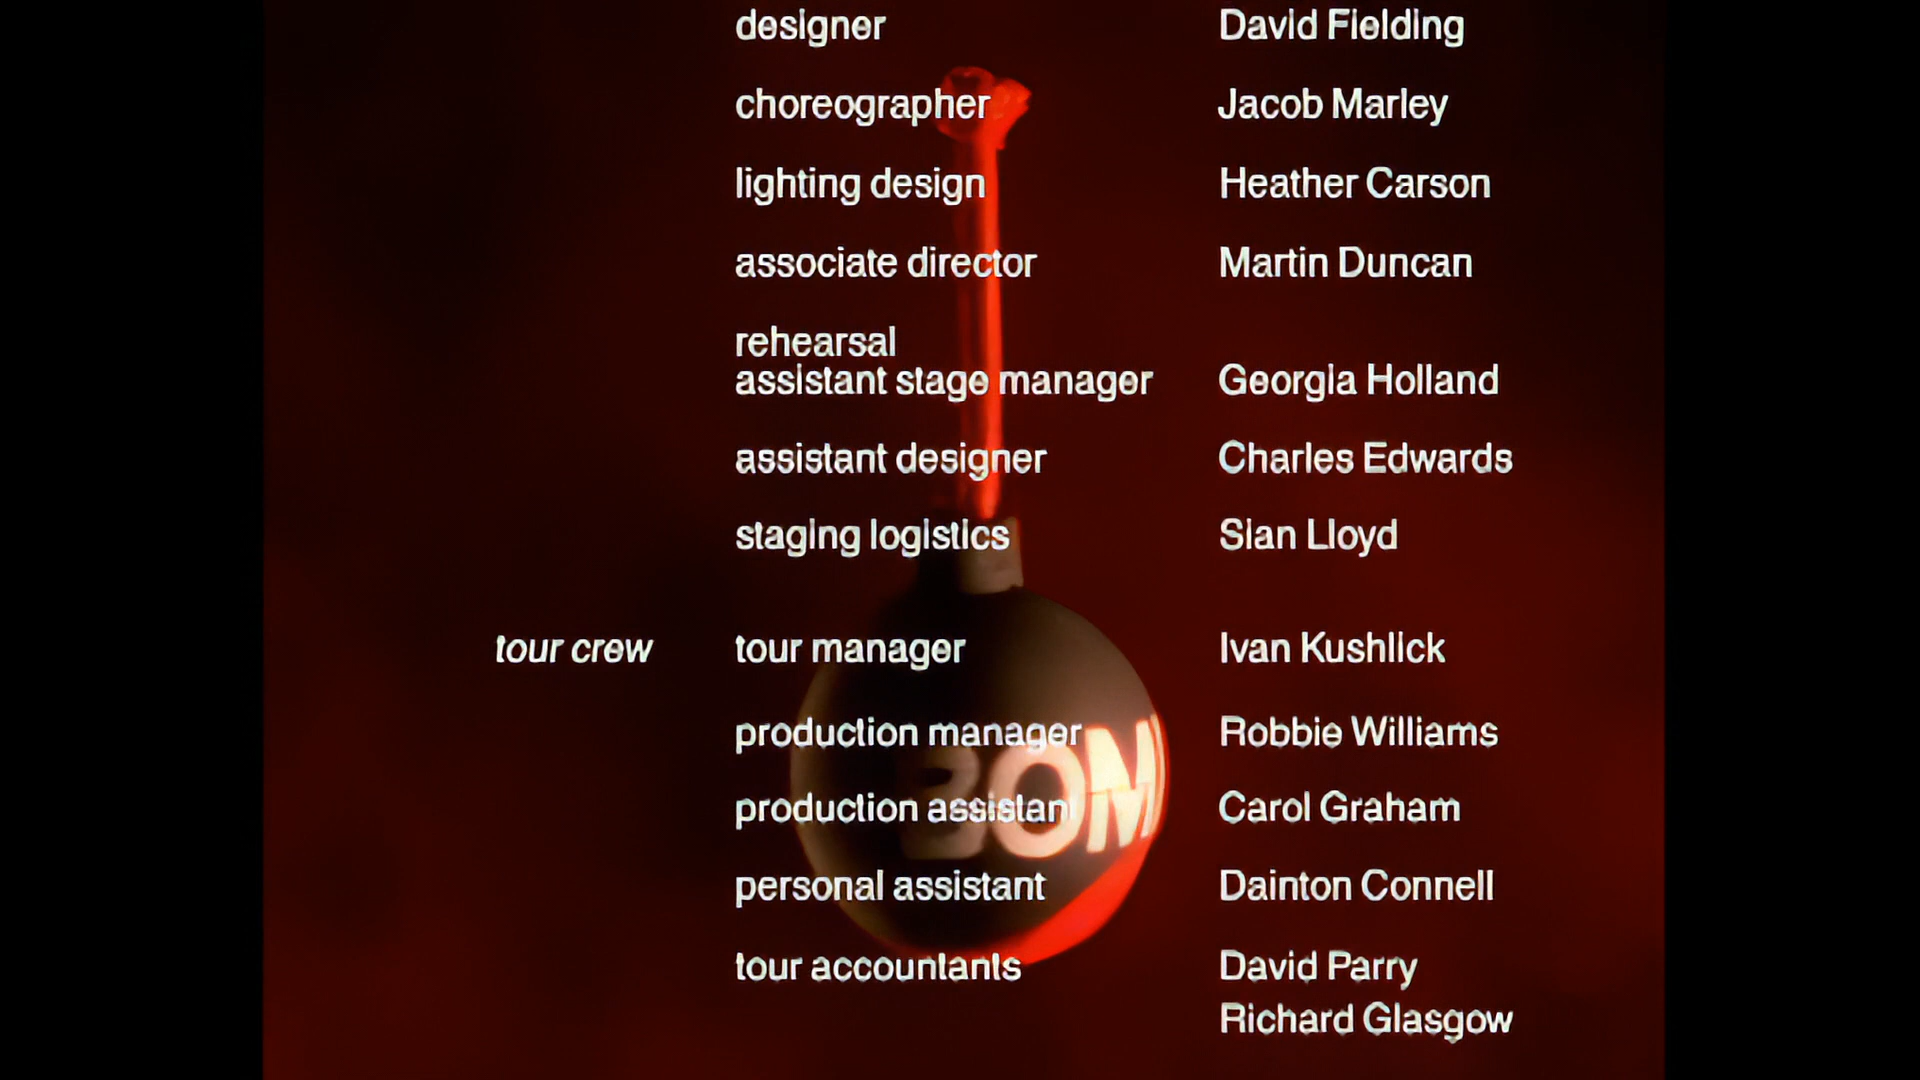 designer David Fielding
choreographer Jacob Marley
lighting design Heather Carson
associate director Martin Duncan
rehearsal
assistant stage manager Georgia Holland
assistant designer Charles Edwards
staging logistics Sian Lloyd
tour crew tour manager Ivan Kushlick
production manager Robbie Williams
production assistant Carol Graham
personal assistant Dainton Connell
tour accountants David Parry
Richard Glasgow
BOM